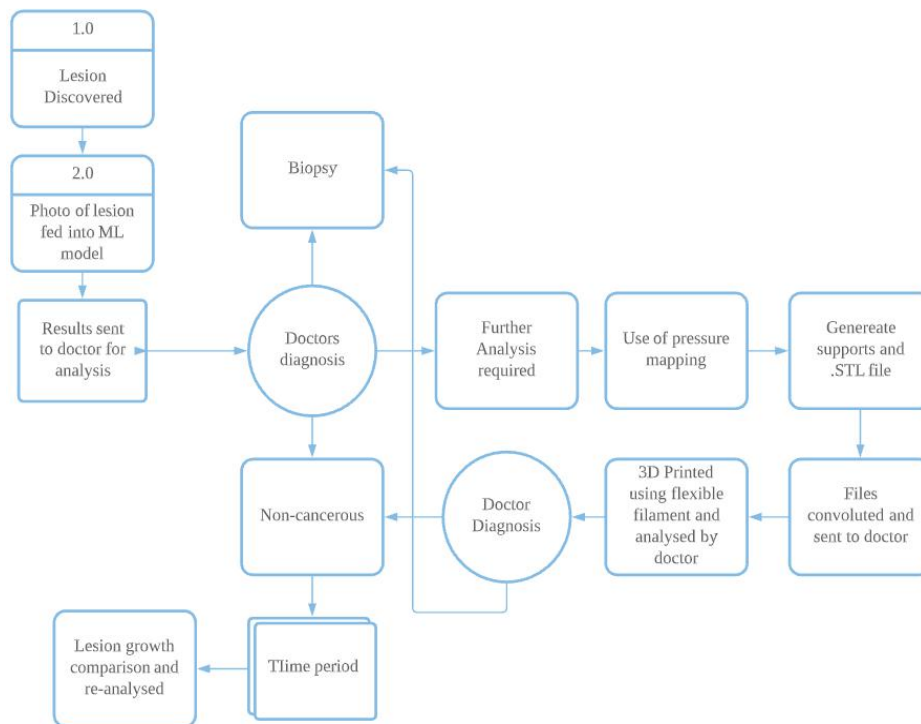 1.0
Lesion
Discovered
2.0
Photo of lesion
fed into ML
model
Results sent
to doctor for
analysis
Biopsy
Doctors
diagnosis
Further
Analysis
required
Use of pressure
mapping
Genereate
supports and
.STL file
Files
convoluted and
sent to doctor
3D Printed
using flexible
filament and
analysed by
doctor
Doctor
Diagnosis
Non-cancerous
TIime period
Lesion growth
comparison and
re-analysed